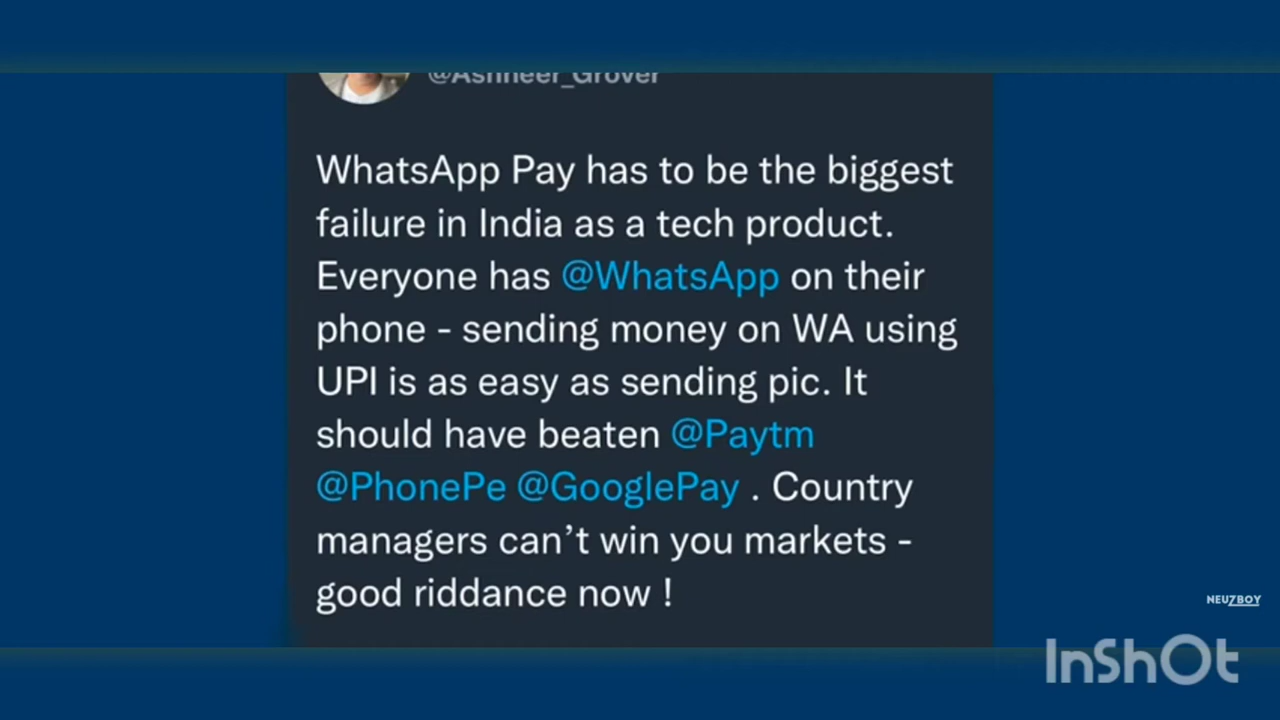 @Ashneer_Grover
WhatsApp Pay has to be the biggest
failure in India as a tech product.
Everyone has @WhatsApp on their
phone - sending money on WA using
UPI is as easy as sending pic. It
should have beaten @Paytm
@PhonePe @GooglePay . Country
managers can’t win you markets -
good riddance now !
NEUZBOY
InShOt